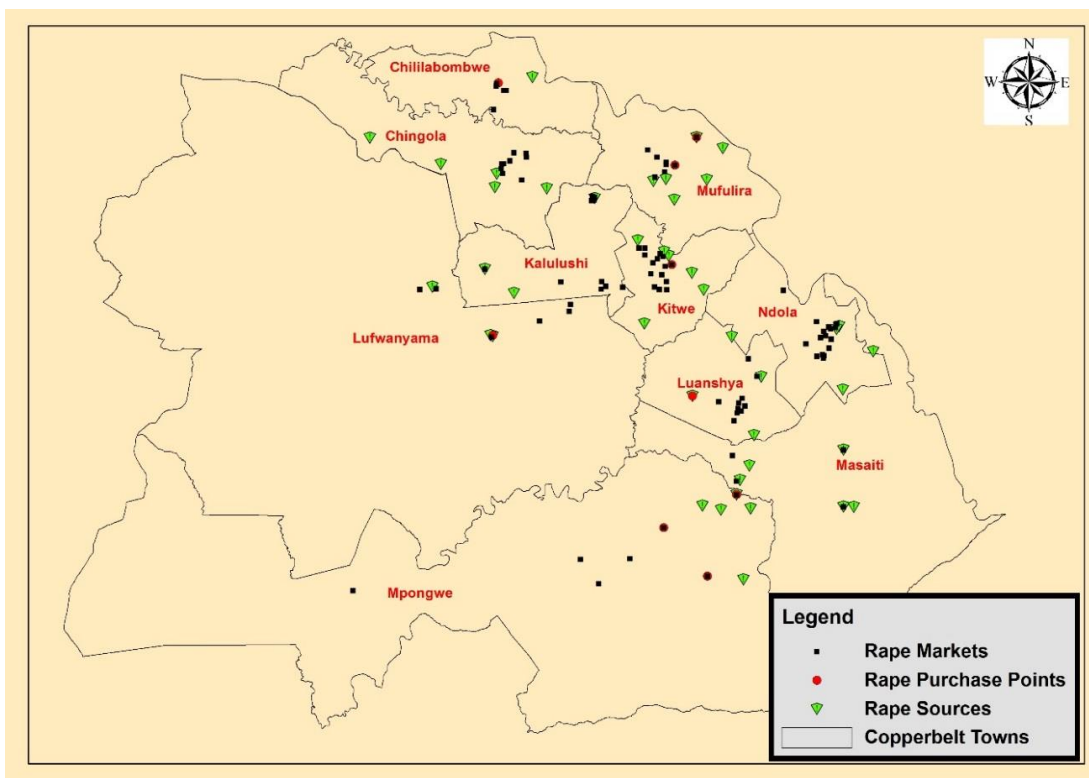 N
W E
S
Chililabombwe
Chingola
Mufulira
Kalulushi
Kitwe
Ndola
Lufwanyama
Luanshya
Masaiti
Mpongwe
Legend
Rape Markets
Rape Purchase Points
Rape Sources
Copperbelt Towns